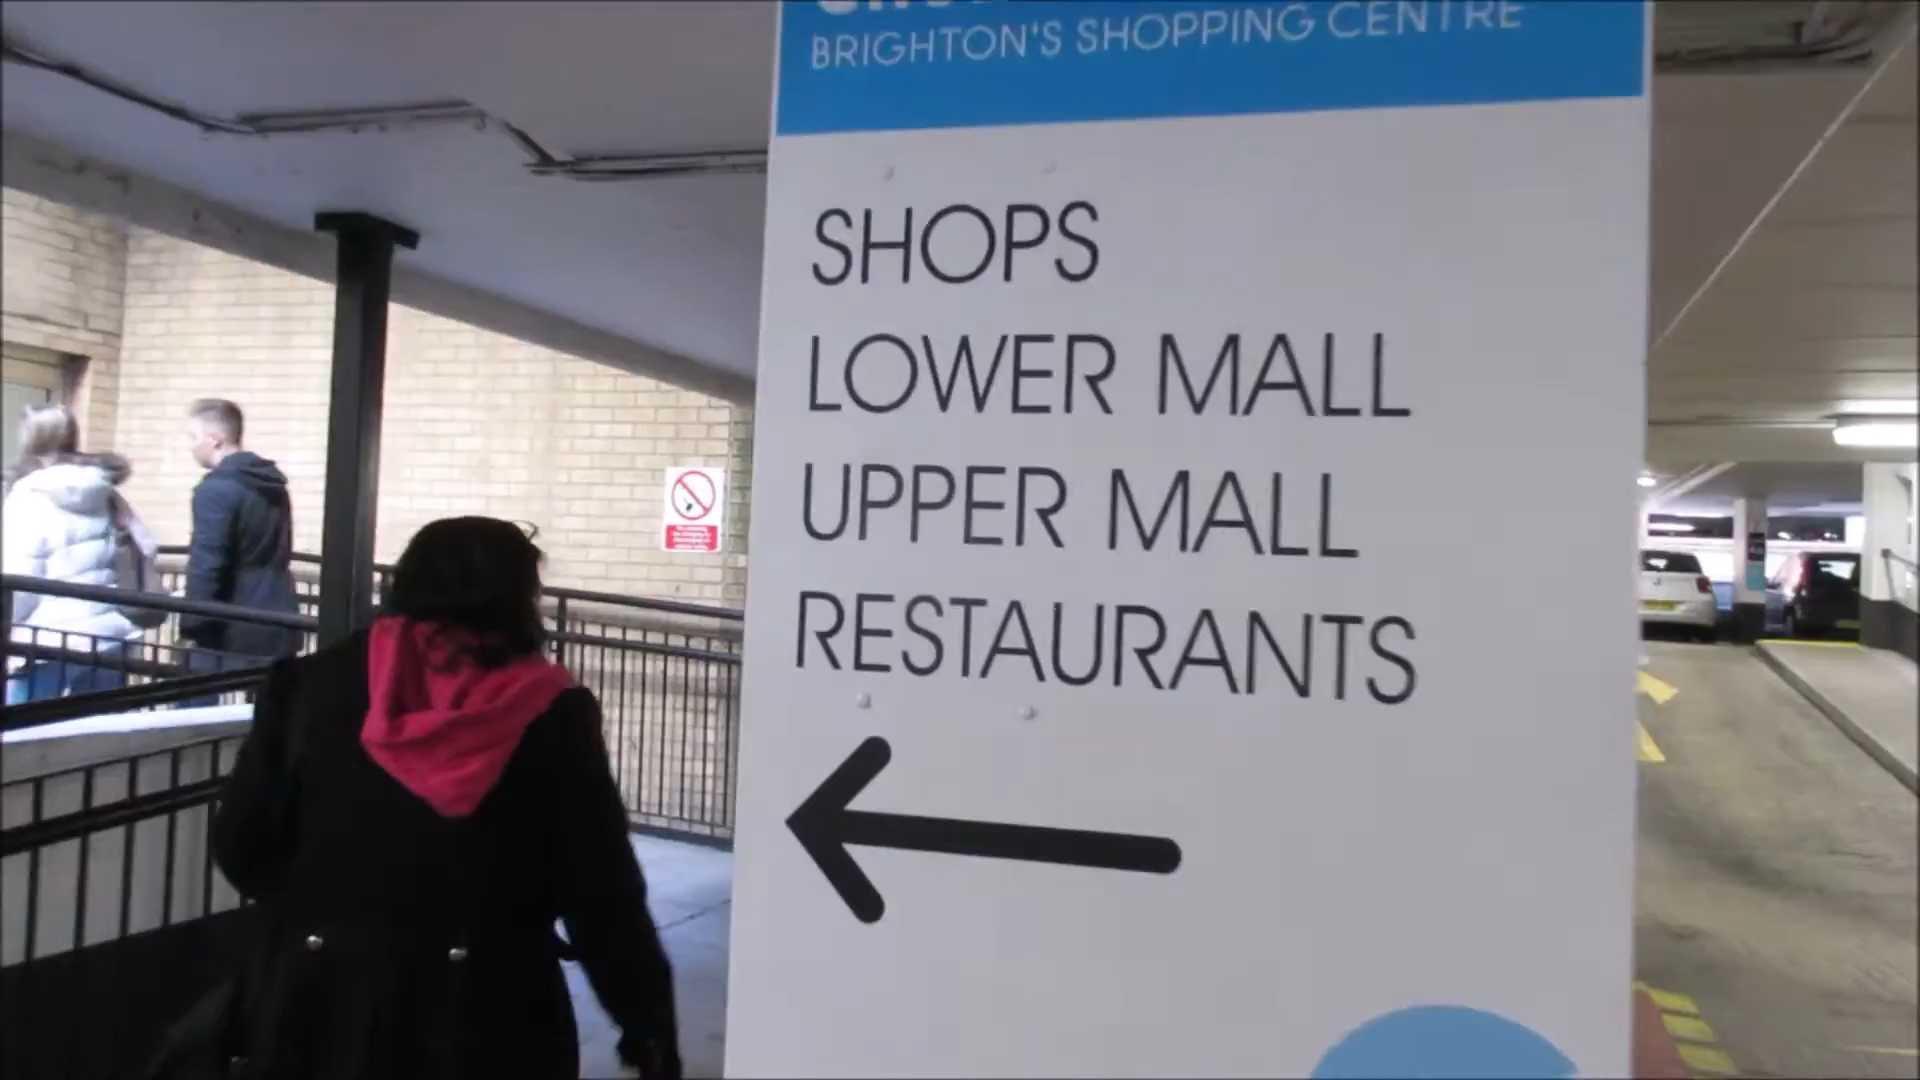 BRIGHTON'S SHOPPING CENTRE
SHOPS
LOWER MALL
UPPER MALL
RESTAURANTS